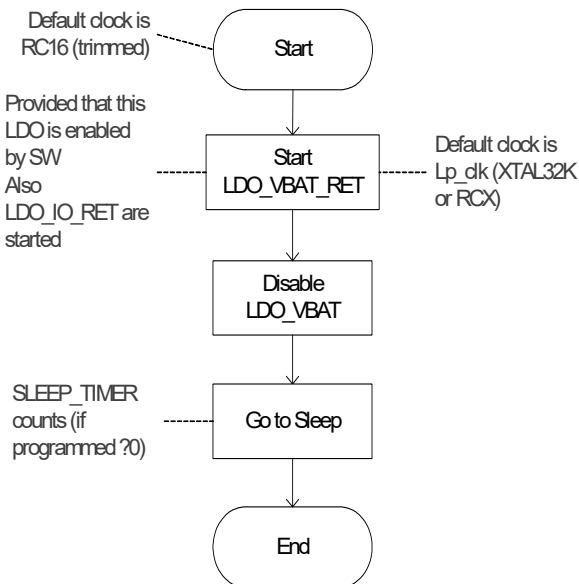 Default clock is
RC16 (trimmed)
Start
Provided that this
LDO is enabled
by SW
Also
LDO_IO_RET are
started
Start
LDO_VBAT_RET
Default clock is
Lp_clk (XTAL32K
or RCX)
Disable
LDO_VBAT
SLEEP_TIMER
counts (if
programmed ?0)
Go to Sleep
End